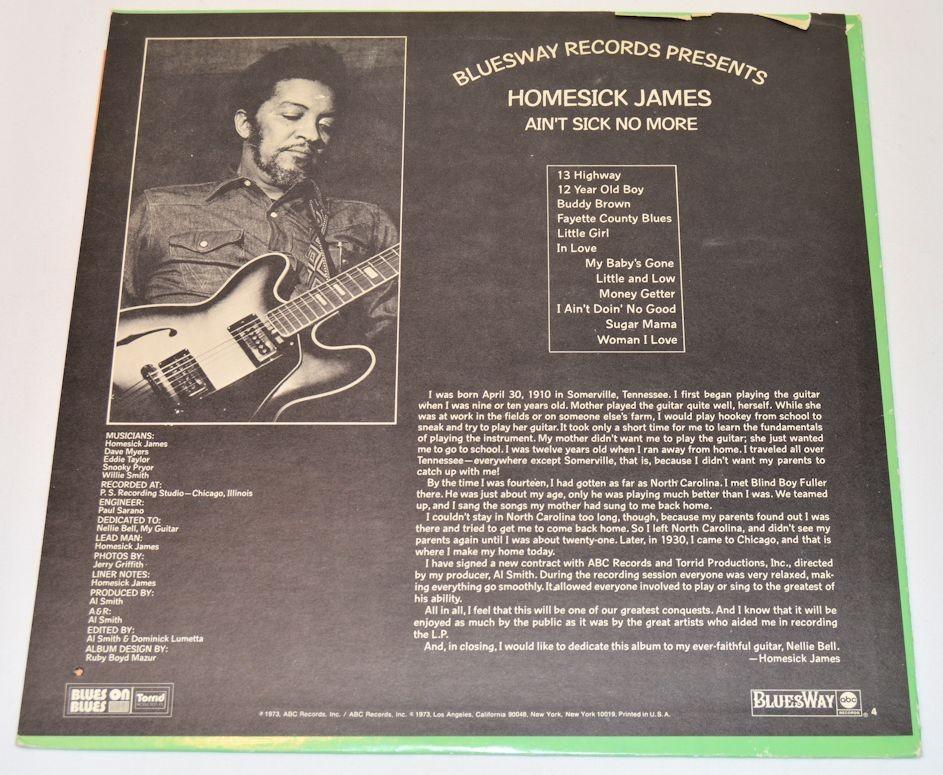 BLUESWAY RECORDS PRESENTS
HOMESICK JAMES
AIN'T SICK NO MORE
13 Highway
12 Year Old Boy
Buddy Brown
Fayette County Blues
Little Girl
In Love
My Baby's Gone
Little and Low
Money Getter
I Ain't Doin' No Good
Sugar Mama
Woman I Love
I was born April 30, 1910 in Somerville, Tennessee. I first began playing the guitar
when I was nine or ten years old. Mother played the guitar quite well, herself. While she
was at work in the fields or on someone else's farm, I would play hookey from school to
sneak and try to play her guitar. It took only a short time for me to learn the fundamentals
of playing the instrument. My mother didn't want me to play the guitar; she just wanted
me to go to school. I was twelve years old when I ran away from home. I traveled all over
Tennessee—everywhere except Somerville, that is, because I didn't want my parents to
catch up with me!
By the time I was fourteen, I had gotten as far as North Carolina. I met Blind Boy Fuller
there. He was just about my age, only he was playing much better than I was. We teamed
up, and I sang the songs my mother had sung to me back home.
I couldn't stay in North Carolina too long, though, because my parents found out I was
there and tried to get me to come back home. So I left North Carolina, and didn't see my
parents again until I was about twenty-one. Later, in 1930, I came to Chicago, and that is
where I make my home today.
I have signed a new contract with ABC Records and Torrid Productions, Inc., directed
by my producer, Al Smith. During the recording session everyone was very relaxed, mak-
ing everything go smoothly. It allowed everyone involved to play or sing to the greatest of
his ability.
All in all, I feel that this will be one of our greatest conquests. And I know that it will be
enjoyed as much by the public as it was by the great artists who aided me in recording
the L.P.
And, in closing, I would like to dedicate this album to my ever-faithful guitar, Nellie Bell.
—Homesick James
MUSICIANS:
Homesick James
Dave Myers
Eddie Taylor
Snooky Pryor
Willie Smith
RECORDED AT:
P. S. Recording Studio—Chicago, Illinois
ENGINEER:
Paul Sarano
DEDICATED TO:
Nellie Bell, My Guitar
LEAD MAN:
Homesick James
PHOTOS BY:
Jerry Griffith
LINER NOTES:
Homesick James
PRODUCED BY:
Al Smith
A&R:
Al Smith
EDITED BY:
Al Smith & Dominick Lumetta
ALBUM DESIGN BY:
Ruby Boyd Mazur
BLUES ON
BLUES
Torrid
℗ 1973, ABC Records, Inc. / ABC Records, Inc. © 1973, Los Angeles, California 90048, New York, New York 10019, Printed in U.S.A.
BLUESWAY
abc
RECORDS
4